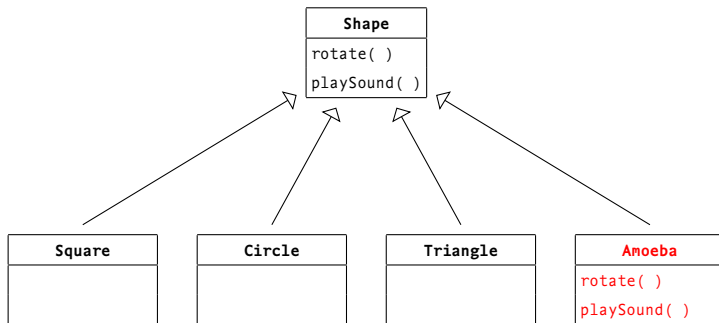 Shape
rotate( )
playSound( )
Square
Circle
Triangle
Amoeba
rotate( )
playSound( )